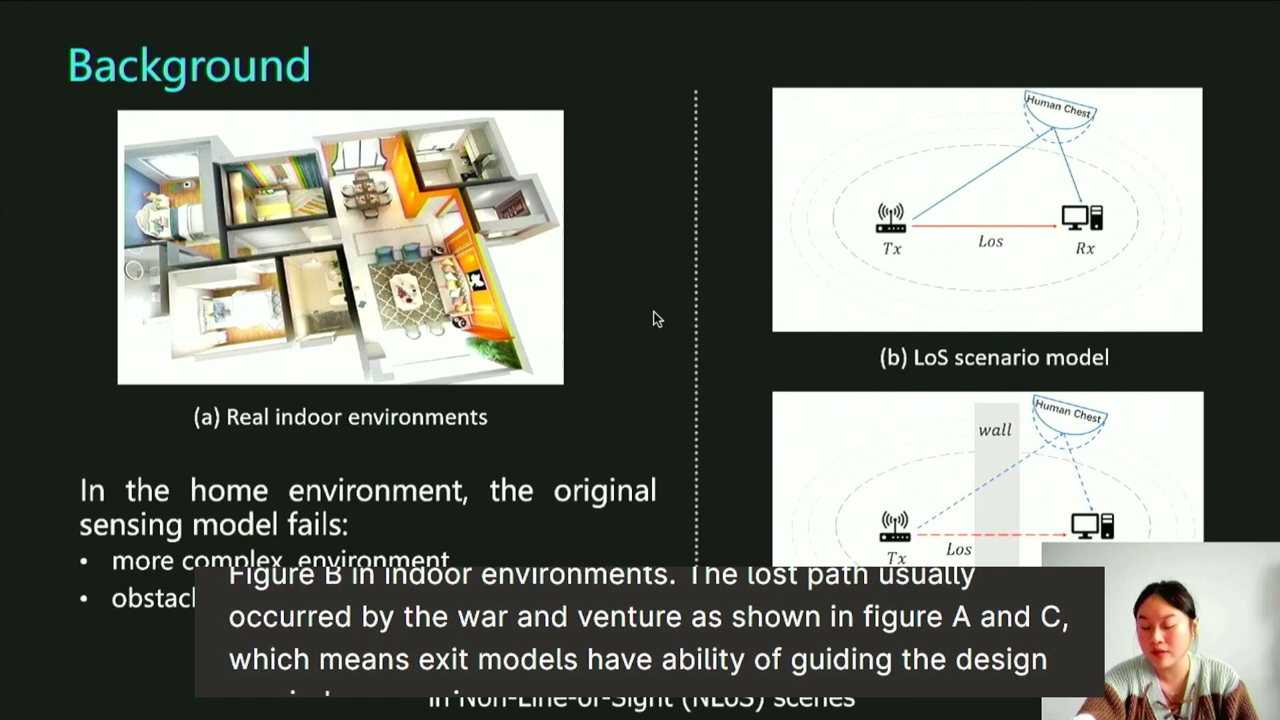 Background
(a) Real indoor environments
In the home environment, the original
sensing model fails:
• more complex environment
• obstacl
Human Chest
Tx
Los
Rx
(b) LoS scenario model
Human Chest
wall
Tx
Los
Figure B in indoor environments. The lost path usually
occurred by the war and venture as shown in figure A and C,
which means exit models have ability of guiding the design
in Non-Line-of-Sight (NLoS) scenes